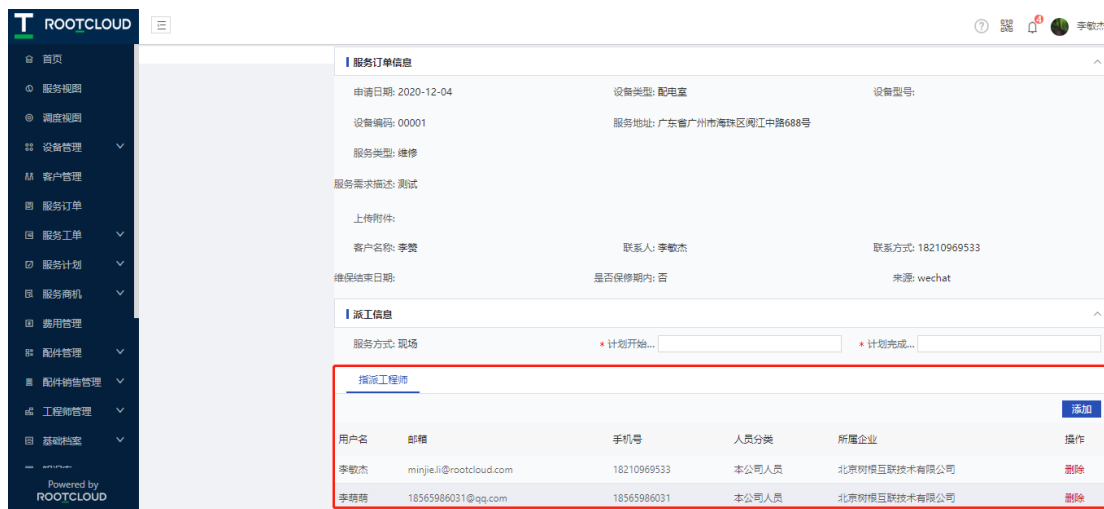 ROOTCLOUD
4
李敏杰
首页
服务视图
调度视图
设备管理
客户管理
服务订单
服务工单
服务计划
服务商机
费用管理
配件管理
配件销售管理
工程师管理
基础档案
Powered by
ROOTCLOUD
服务订单信息
申请日期: 2020-12-04 设备类型: 配电室 设备型号:
设备编码: 00001 服务地址: 广东省广州市海珠区阅江中路688号
服务类型: 维修
服务需求描述: 测试
上传附件:
客户名称: 李赞 联系人: 李敏杰 联系方式: 18210969533
维保结束日期: 是否保修期内: 否 来源: wechat
派工信息
服务方式: 现场 * 计划开始... * 计划完成...
指派工程师
添加
用户名 邮箱 手机号 人员分类 所属企业 操作
李敏杰 minjie.li@rootcloud.com 18210969533 本公司人员 北京树根互联技术有限公司 删除
李萌萌 18565986031@qq.com 18565986031 本公司人员 北京树根互联技术有限公司 删除